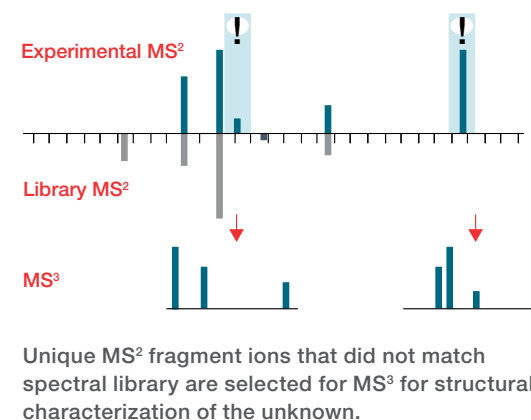 !
!
Experimental MS²
Library MS²
MS³
Unique MS² fragment ions that did not match
spectral library are selected for MS³ for structural
characterization of the unknown.